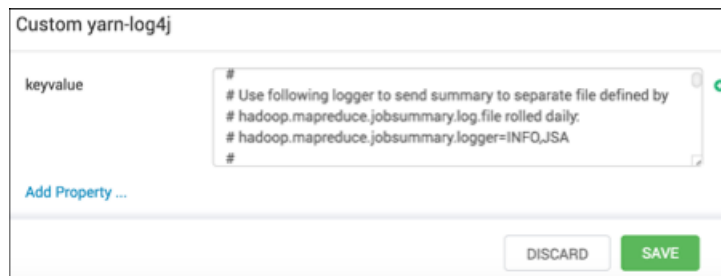 Custom yarn-log4j
keyvalue
#
# Use following logger to send summary to separate file defined by
# hadoop.mapreduce.jobsummary.log.file rolled daily:
# hadoop.mapreduce.jobsummary.logger=INFO,JSA
#
Add Property ...
DISCARD
SAVE